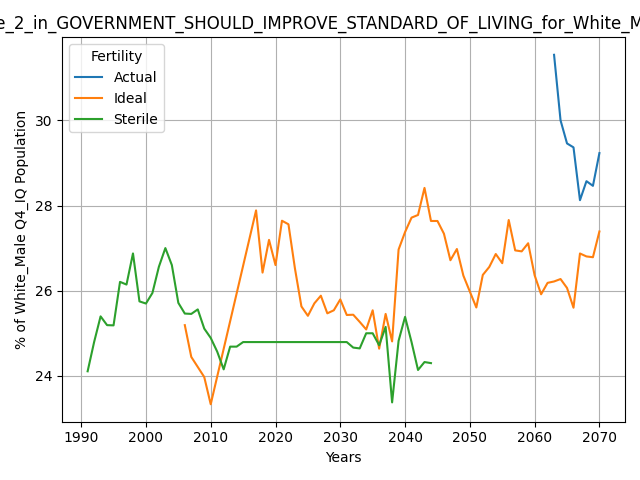 e_2_in_GOVERNMENT_SHOULD_IMPROVE_STANDARD_OF_LIVING_for_White_M
Fertility
Actual
Ideal
Sterile
% of White_Male Q4_IQ Population
30
28
26
24
1990 2000 2010 2020 2030 2040 2050 2060 2070
Years